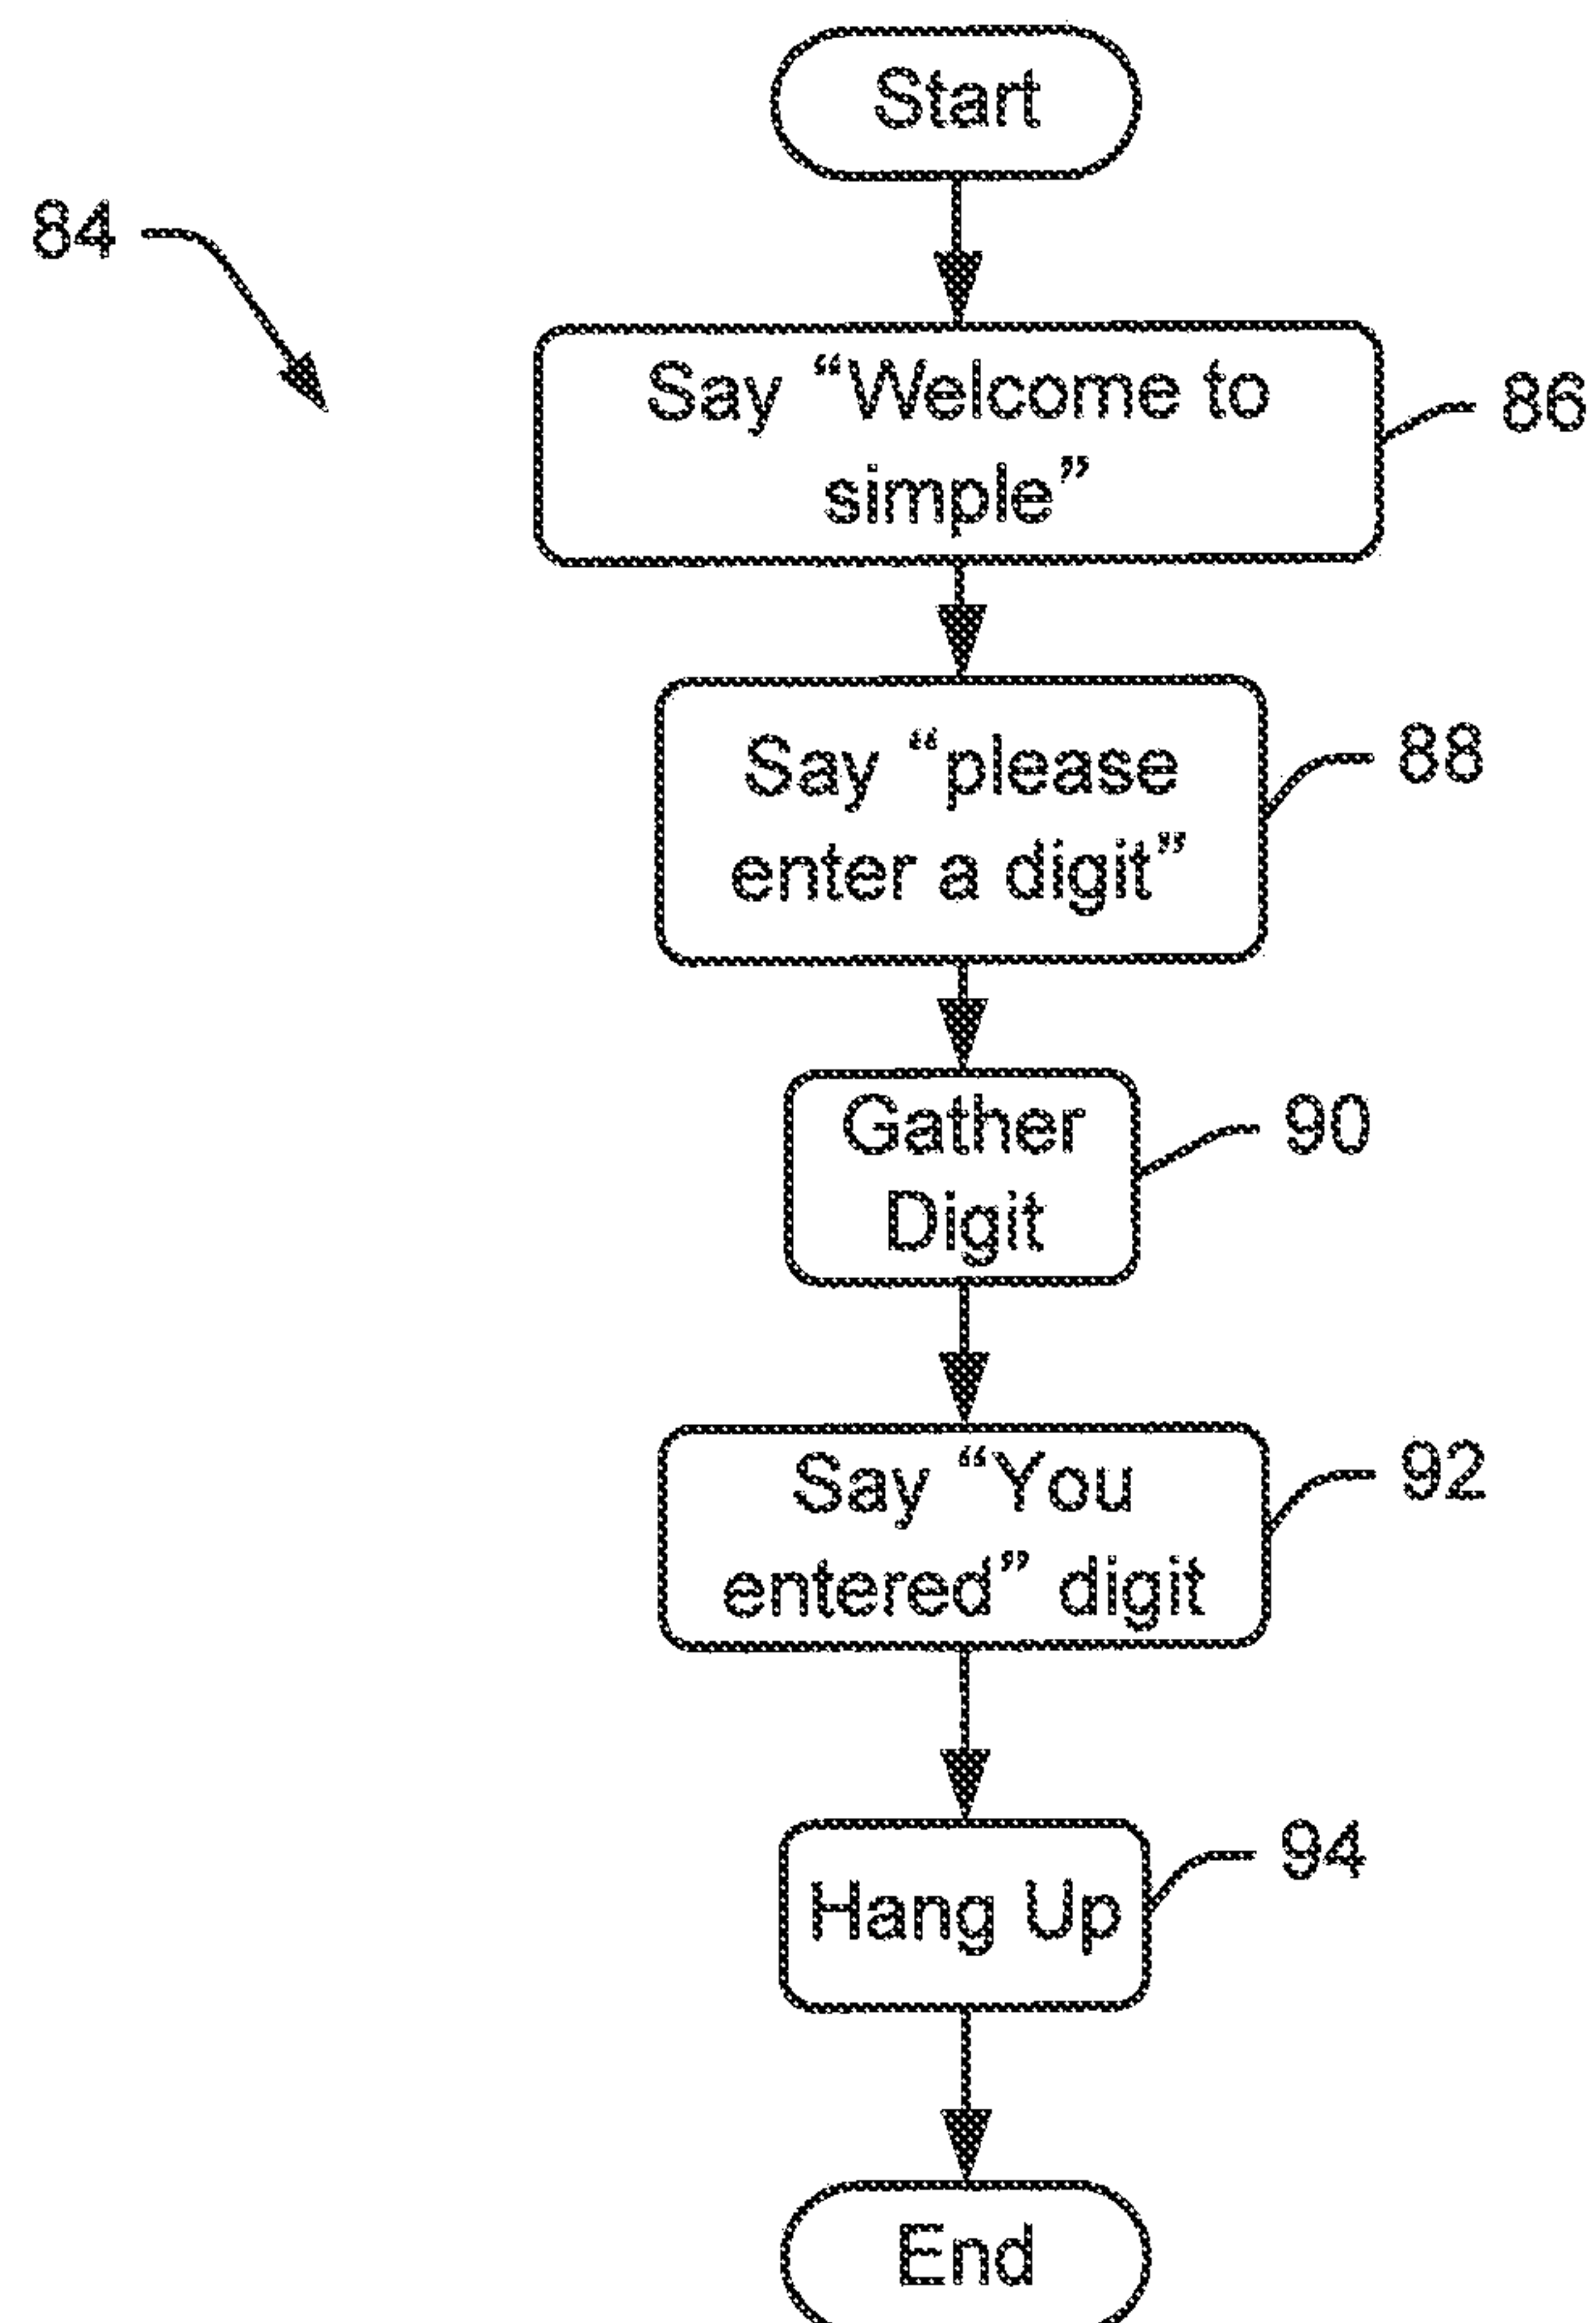 Start
84
Say “Welcome to
simple”
86
Say “please
enter a digit”
88
Gather
Digit
90
Say “You
entered” digit
92
Hang Up
94
End